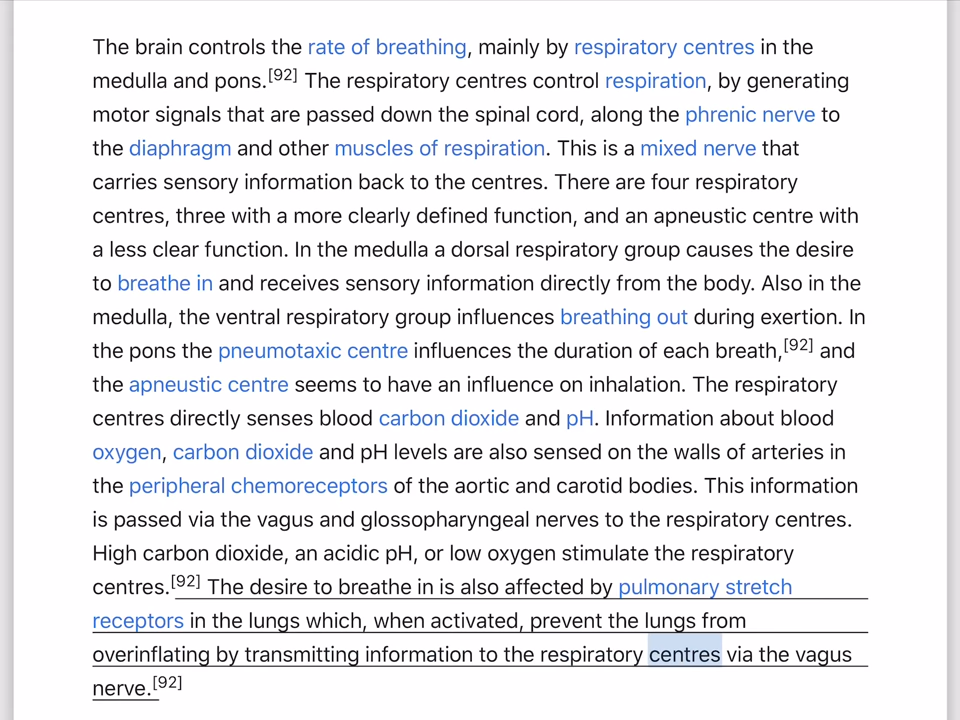 The brain controls the rate of breathing, mainly by respiratory centres in the
medulla and pons.[92] The respiratory centres control respiration, by generating
motor signals that are passed down the spinal cord, along the phrenic nerve to
the diaphragm and other muscles of respiration. This is a mixed nerve that
carries sensory information back to the centres. There are four respiratory
centres, three with a more clearly defined function, and an apneustic centre with
a less clear function. In the medulla a dorsal respiratory group causes the desire
to breathe in and receives sensory information directly from the body. Also in the
medulla, the ventral respiratory group influences breathing out during exertion. In
the pons the pneumotaxic centre influences the duration of each breath,[92] and
the apneustic centre seems to have an influence on inhalation. The respiratory
centres directly senses blood carbon dioxide and pH. Information about blood
oxygen, carbon dioxide and pH levels are also sensed on the walls of arteries in
the peripheral chemoreceptors of the aortic and carotid bodies. This information
is passed via the vagus and glossopharyngeal nerves to the respiratory centres.
High carbon dioxide, an acidic pH, or low oxygen stimulate the respiratory
centres.[92] The desire to breathe in is also affected by pulmonary stretch
receptors in the lungs which, when activated, prevent the lungs from
overinflating by transmitting information to the respiratory centres via the vagus
nerve.[92]